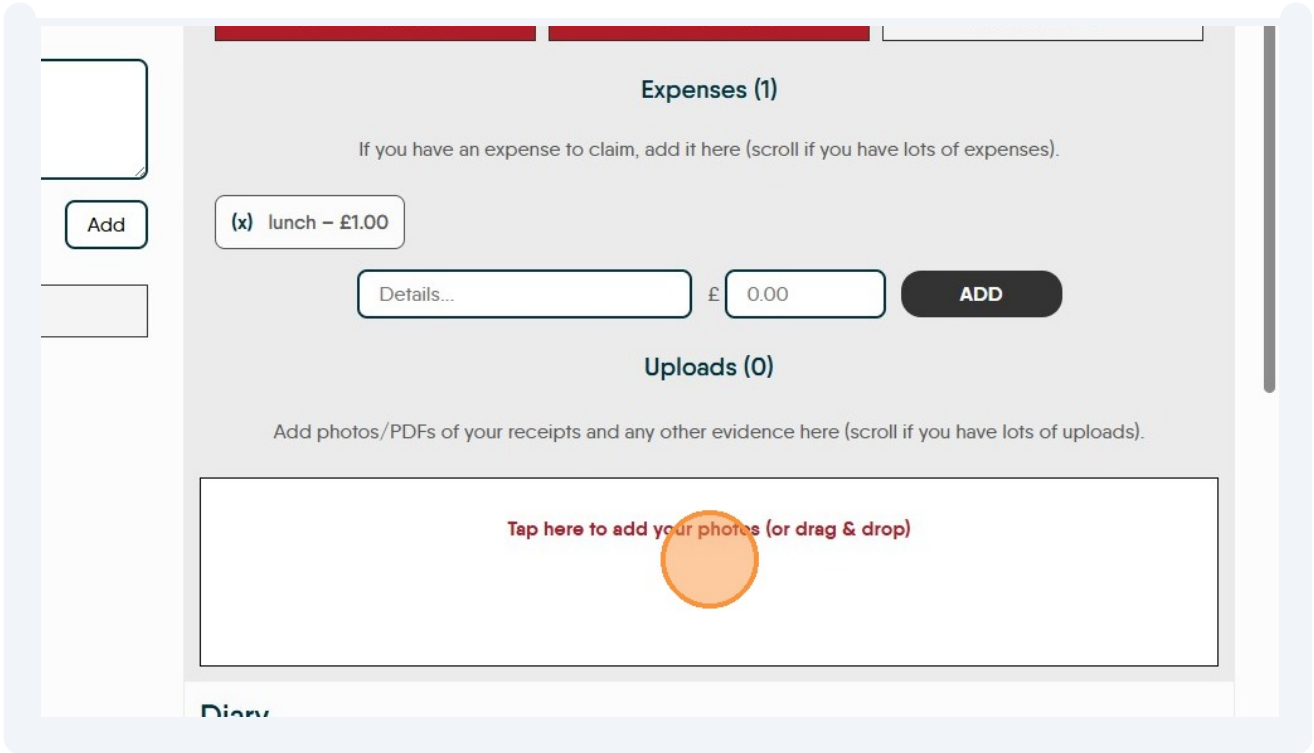 Expenses (1)
If you have an expense to claim, add it here (scroll if you have lots of expenses).
Add
(x) lunch – £1.00
Details... £ 0.00 ADD
Uploads (0)
Add photos/PDFs of your receipts and any other evidence here (scroll if you have lots of uploads).
Tap here to add your photos (or drag & drop)
Diary